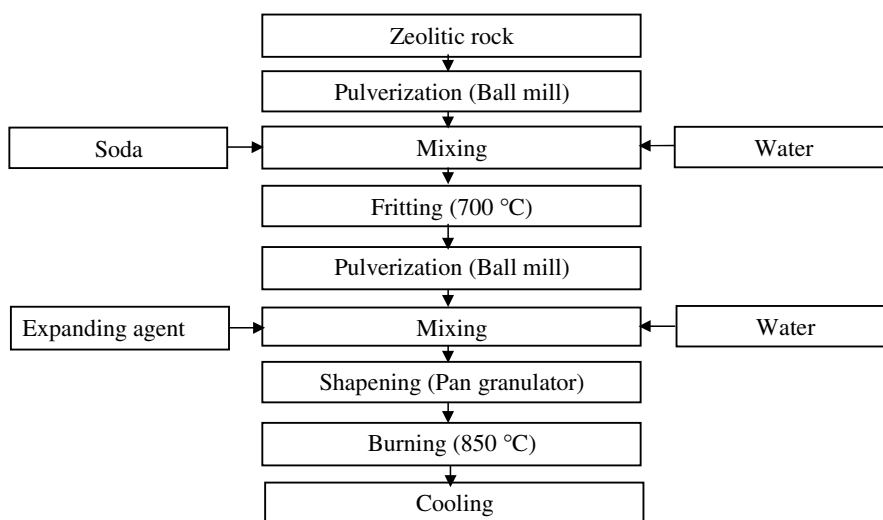 Zeolitic rock
Pulverization (Ball mill)
Soda
Mixing
Water
Fritting (700 °C)
Pulverization (Ball mill)
Expanding agent
Mixing
Water
Shapening (Pan granulator)
Burning (850 °C)
Cooling